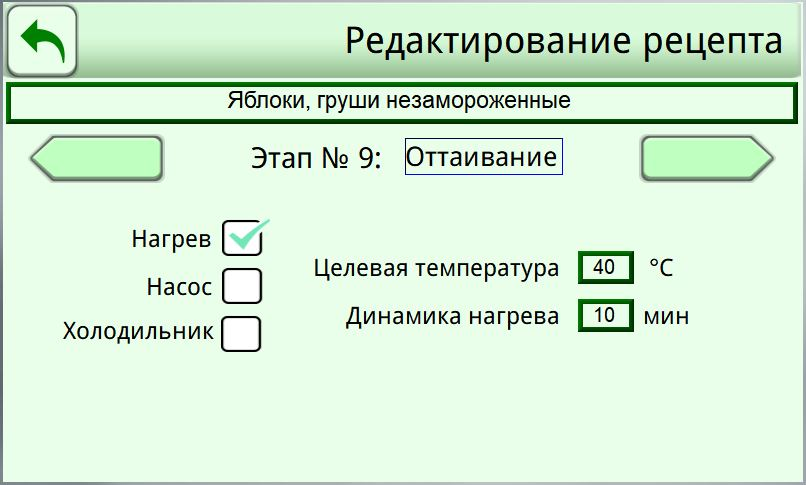 Редактирование рецепта
Яблоки, груши незамороженные
Этап № 9: Оттаивание
Нагрев
Целевая температура 40 °C
Насос
Динамика нагрева 10 мин
Холодильник